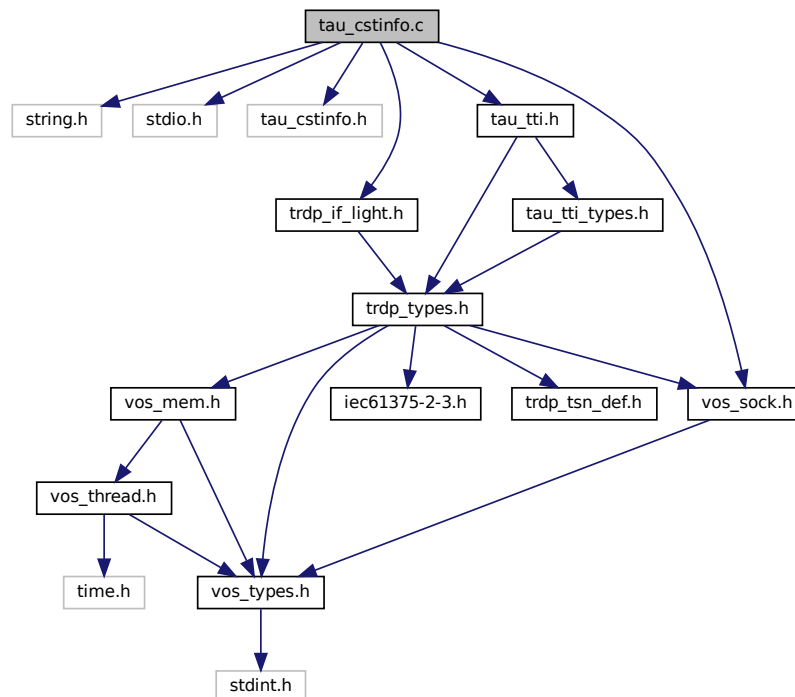 tau_cstinfo.c
string.h
stdio.h
tau_cstinfo.h
tau_tti.h
trdp_if_light.h
tau_tti_types.h
trdp_types.h
vos_mem.h
iec61375-2-3.h
trdp_tsn_def.h
vos_sock.h
vos_thread.h
time.h
vos_types.h
stdint.h